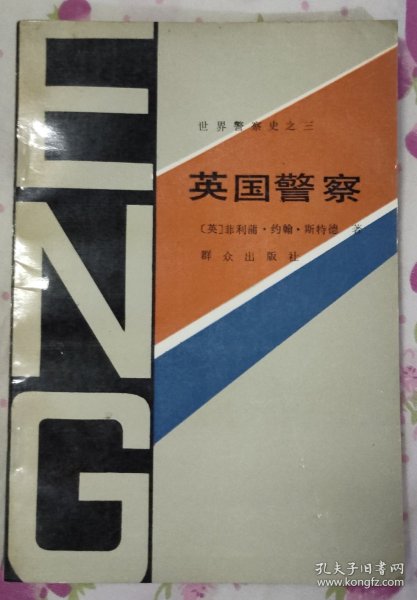 ENG
世界警察史之三
英国警察
〔英〕菲利蒲·约翰·斯特德 著
群众出版社
孔夫子旧书网
www.kongfz.com